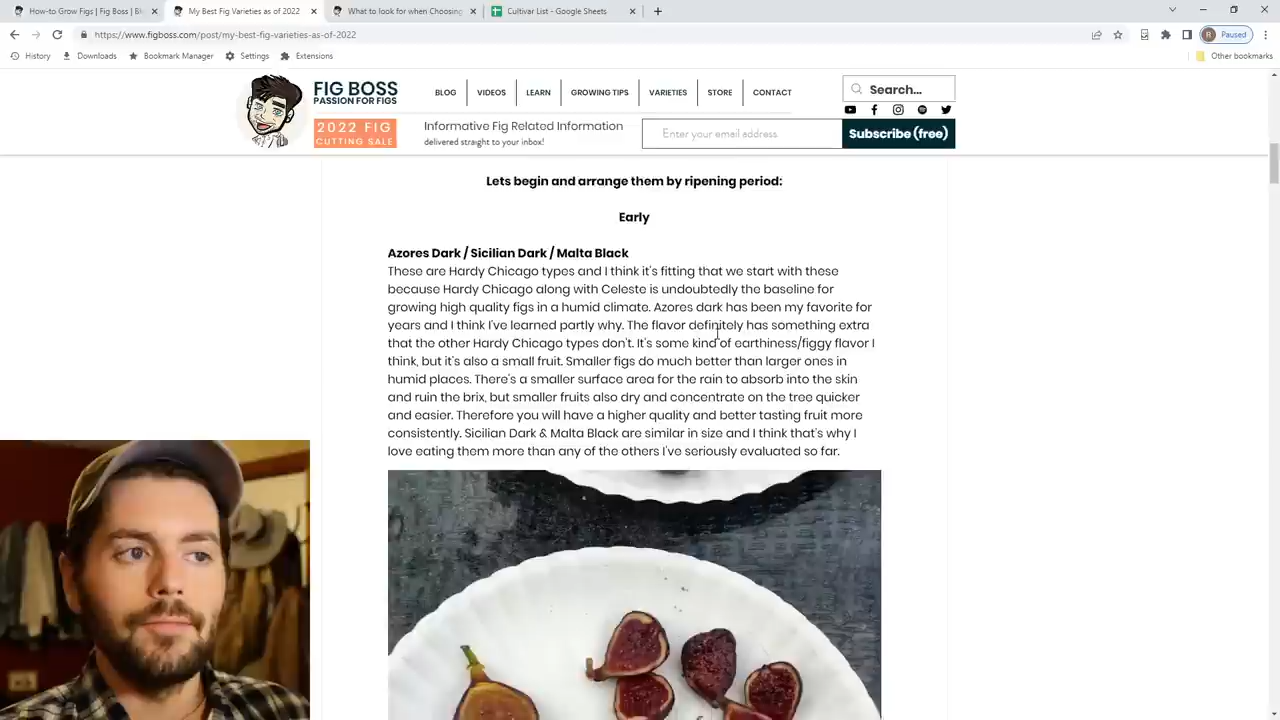 How-to Grow Figs | Fig Boss | Bl
My Best Fig Varieties as of 2022
What to look for when Choosing
Cultivar List - Google Sheets
https://www.figboss.com/post/my-best-fig-varieties-as-of-2022
R Paused
History Downloads Bookmark Manager Settings Extensions Other bookmarks
FIG BOSS
PASSION FOR FIGS
2022 FIG
CUTTING SALE
BLOG VIDEOS LEARN GROWING TIPS VARIETIES STORE CONTACT
Search...
Informative Fig Related Information
delivered straight to your inbox!
Enter your email address
Subscribe (free)
Lets begin and arrange them by ripening period:
Early
Azores Dark / Sicilian Dark / Malta Black
These are Hardy Chicago types and I think it's fitting that we start with these
because Hardy Chicago along with Celeste is undoubtedly the baseline for
growing high quality figs in a humid climate. Azores dark has been my favorite for
years and I think I've learned partly why. The flavor definitely has something extra
that the other Hardy Chicago types don't. It's some kind of earthiness/figgy flavor I
think, but it's also a small fruit. Smaller figs do much better than larger ones in
humid places. There's a smaller surface area for the rain to absorb into the skin
and ruin the brix, but smaller fruits also dry and concentrate on the tree quicker
and easier. Therefore you will have a higher quality and better tasting fruit more
consistently. Sicilian Dark & Malta Black are similar in size and I think that's why I
love eating them more than any of the others I've seriously evaluated so far.